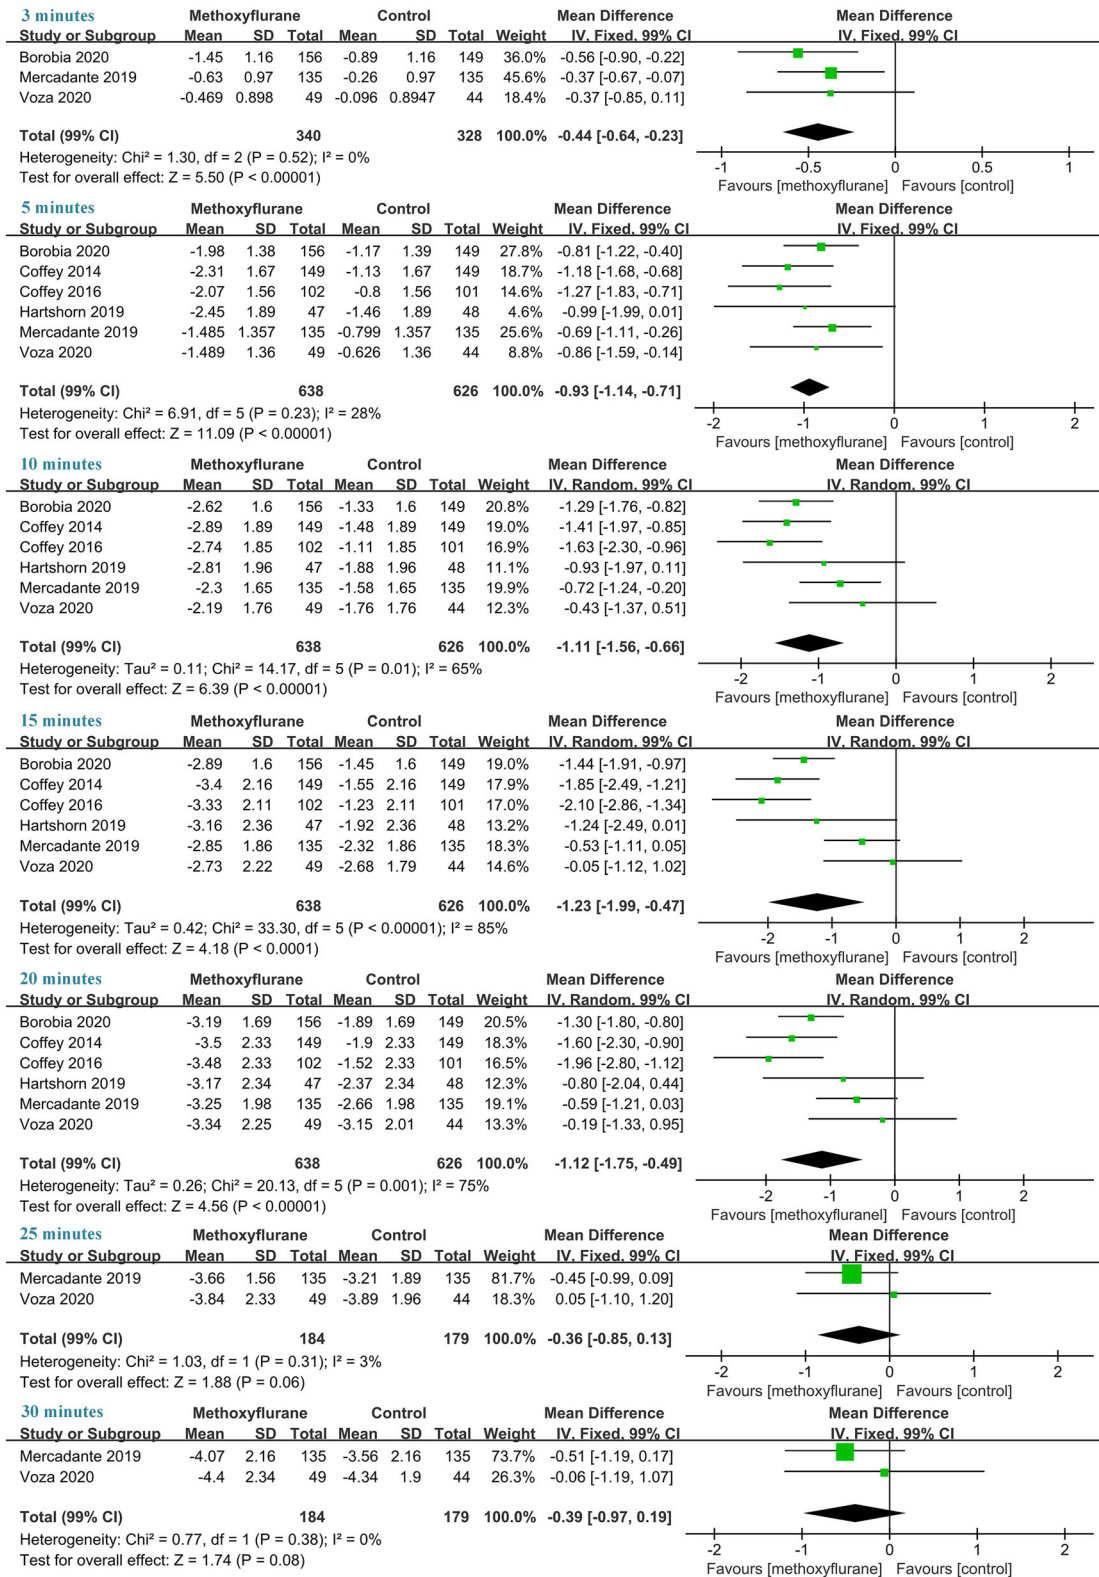 3 minutes Methoxyflurane Control Mean Difference Mean Difference
Study or Subgroup Mean SD Total Mean SD Total Weight IV, Fixed, 99% CI IV, Fixed, 99% CI
Borobia 2020 -1.45 1.16 156 -0.89 1.16 149 36.0% -0.56 [-0.90, -0.22]
Mercadante 2019 -0.63 0.97 135 -0.26 0.97 135 45.6% -0.37 [-0.67, -0.07]
Voza 2020 -0.469 0.898 49 -0.096 0.8947 44 18.4% -0.37 [-0.85, 0.11]
Total (99% CI) 340 328 100.0% -0.44 [-0.64, -0.23]
Heterogeneity: Chi² = 1.30, df = 2 (P = 0.52); I² = 0%
Test for overall effect: Z = 5.50 (P < 0.00001)
-1 -0.5 0 0.5 1
Favours [methoxyflurane] Favours [control]
5 minutes Methoxyflurane Control Mean Difference Mean Difference
Study or Subgroup Mean SD Total Mean SD Total Weight IV, Fixed, 99% CI IV, Fixed, 99% CI
Borobia 2020 -1.98 1.38 156 -1.17 1.39 149 27.8% -0.81 [-1.22, -0.40]
Coffey 2014 -2.31 1.67 149 -1.13 1.67 149 18.7% -1.18 [-1.68, -0.68]
Coffey 2016 -2.07 1.56 102 -0.8 1.56 101 14.6% -1.27 [-1.83, -0.71]
Hartshorn 2019 -2.45 1.89 47 -1.46 1.89 48 4.6% -0.99 [-1.99, 0.01]
Mercadante 2019 -1.485 1.357 135 -0.799 1.357 135 25.6% -0.69 [-1.11, -0.26]
Voza 2020 -1.489 1.36 49 -0.626 1.36 44 8.8% -0.86 [-1.59, -0.14]
Total (99% CI) 638 626 100.0% -0.93 [-1.14, -0.71]
Heterogeneity: Chi² = 6.91, df = 5 (P = 0.23); I² = 28%
Test for overall effect: Z = 11.09 (P < 0.00001)
-2 -1 0 1 2
Favours [methoxyflurane] Favours [control]
10 minutes Methoxyflurane Control Mean Difference Mean Difference
Study or Subgroup Mean SD Total Mean SD Total Weight IV, Random, 99% CI IV, Random, 99% CI
Borobia 2020 -2.62 1.6 156 -1.33 1.6 149 20.8% -1.29 [-1.76, -0.82]
Coffey 2014 -2.89 1.89 149 -1.48 1.89 149 19.0% -1.41 [-1.97, -0.85]
Coffey 2016 -2.74 1.85 102 -1.11 1.85 101 16.9% -1.63 [-2.30, -0.96]
Hartshorn 2019 -2.81 1.96 47 -1.88 1.96 48 11.1% -0.93 [-1.97, 0.11]
Mercadante 2019 -2.3 1.65 135 -1.58 1.65 135 19.9% -0.72 [-1.24, -0.20]
Voza 2020 -2.19 1.76 49 -1.76 1.76 44 12.3% -0.43 [-1.37, 0.51]
Total (99% CI) 638 626 100.0% -1.11 [-1.56, -0.66]
Heterogeneity: Tau² = 0.11; Chi² = 14.17, df = 5 (P = 0.01); I² = 65%
Test for overall effect: Z = 6.39 (P < 0.00001)
-2 -1 0 1 2
Favours [methoxyflurane] Favours [control]
15 minutes Methoxyflurane Control Mean Difference Mean Difference
Study or Subgroup Mean SD Total Mean SD Total Weight IV, Random, 99% CI IV, Random, 99% CI
Borobia 2020 -2.89 1.6 156 -1.45 1.6 149 19.0% -1.44 [-1.91, -0.97]
Coffey 2014 -3.4 2.16 149 -1.55 2.16 149 17.9% -1.85 [-2.49, -1.21]
Coffey 2016 -3.33 2.11 102 -1.23 2.11 101 17.0% -2.10 [-2.86, -1.34]
Hartshorn 2019 -3.16 2.36 47 -1.92 2.36 48 13.2% -1.24 [-2.49, 0.01]
Mercadante 2019 -2.85 1.86 135 -2.32 1.86 135 18.3% -0.53 [-1.11, 0.05]
Voza 2020 -2.73 2.22 49 -2.68 1.79 44 14.6% -0.05 [-1.12, 1.02]
Total (99% CI) 638 626 100.0% -1.23 [-1.99, -0.47]
Heterogeneity: Tau² = 0.42; Chi² = 33.30, df = 5 (P < 0.00001); I² = 85%
Test for overall effect: Z = 4.18 (P < 0.0001)
-2 -1 0 1 2
Favours [methoxyflurane] Favours [control]
20 minutes Methoxyflurane Control Mean Difference Mean Difference
Study or Subgroup Mean SD Total Mean SD Total Weight IV, Random, 99% CI IV, Random, 99% CI
Borobia 2020 -3.19 1.69 156 -1.89 1.69 149 20.5% -1.30 [-1.80, -0.80]
Coffey 2014 -3.5 2.33 149 -1.9 2.33 149 18.3% -1.60 [-2.30, -0.90]
Coffey 2016 -3.48 2.33 102 -1.52 2.33 101 16.5% -1.96 [-2.80, -1.12]
Hartshorn 2019 -3.17 2.34 47 -2.37 2.34 48 12.3% -0.80 [-2.04, 0.44]
Mercadante 2019 -3.25 1.98 135 -2.66 1.98 135 19.1% -0.59 [-1.21, 0.03]
Voza 2020 -3.34 2.25 49 -3.15 2.01 44 13.3% -0.19 [-1.33, 0.95]
Total (99% CI) 638 626 100.0% -1.12 [-1.75, -0.49]
Heterogeneity: Tau² = 0.26; Chi² = 20.13, df = 5 (P = 0.001); I² = 75%
Test for overall effect: Z = 4.56 (P < 0.00001)
-2 -1 0 1 2
Favours [methoxyflurane] Favours [control]
25 minutes Methoxyflurane Control Mean Difference Mean Difference
Study or Subgroup Mean SD Total Mean SD Total Weight IV, Fixed, 99% CI IV, Fixed, 99% CI
Mercadante 2019 -3.66 1.56 135 -3.21 1.89 135 81.7% -0.45 [-0.99, 0.09]
Voza 2020 -3.84 2.33 49 -3.89 1.96 44 18.3% 0.05 [-1.10, 1.20]
Total (99% CI) 184 179 100.0% -0.36 [-0.85, 0.13]
Heterogeneity: Chi² = 1.03, df = 1 (P = 0.31); I² = 3%
Test for overall effect: Z = 1.88 (P = 0.06)
-2 -1 0 1 2
Favours [methoxyflurane] Favours [control]
30 minutes Methoxyflurane Control Mean Difference Mean Difference
Study or Subgroup Mean SD Total Mean SD Total Weight IV, Fixed, 99% CI IV, Fixed, 99% CI
Mercadante 2019 -4.07 2.16 135 -3.56 2.16 135 73.7% -0.51 [-1.19, 0.17]
Voza 2020 -4.4 2.34 49 -4.34 1.9 44 26.3% -0.06 [-1.19, 1.07]
Total (99% CI) 184 179 100.0% -0.39 [-0.97, 0.19]
Heterogeneity: Chi² = 0.77, df = 1 (P = 0.38); I² = 0%
Test for overall effect: Z = 1.74 (P = 0.08)
-2 -1 0 1 2
Favours [methoxyflurane] Favours [control]